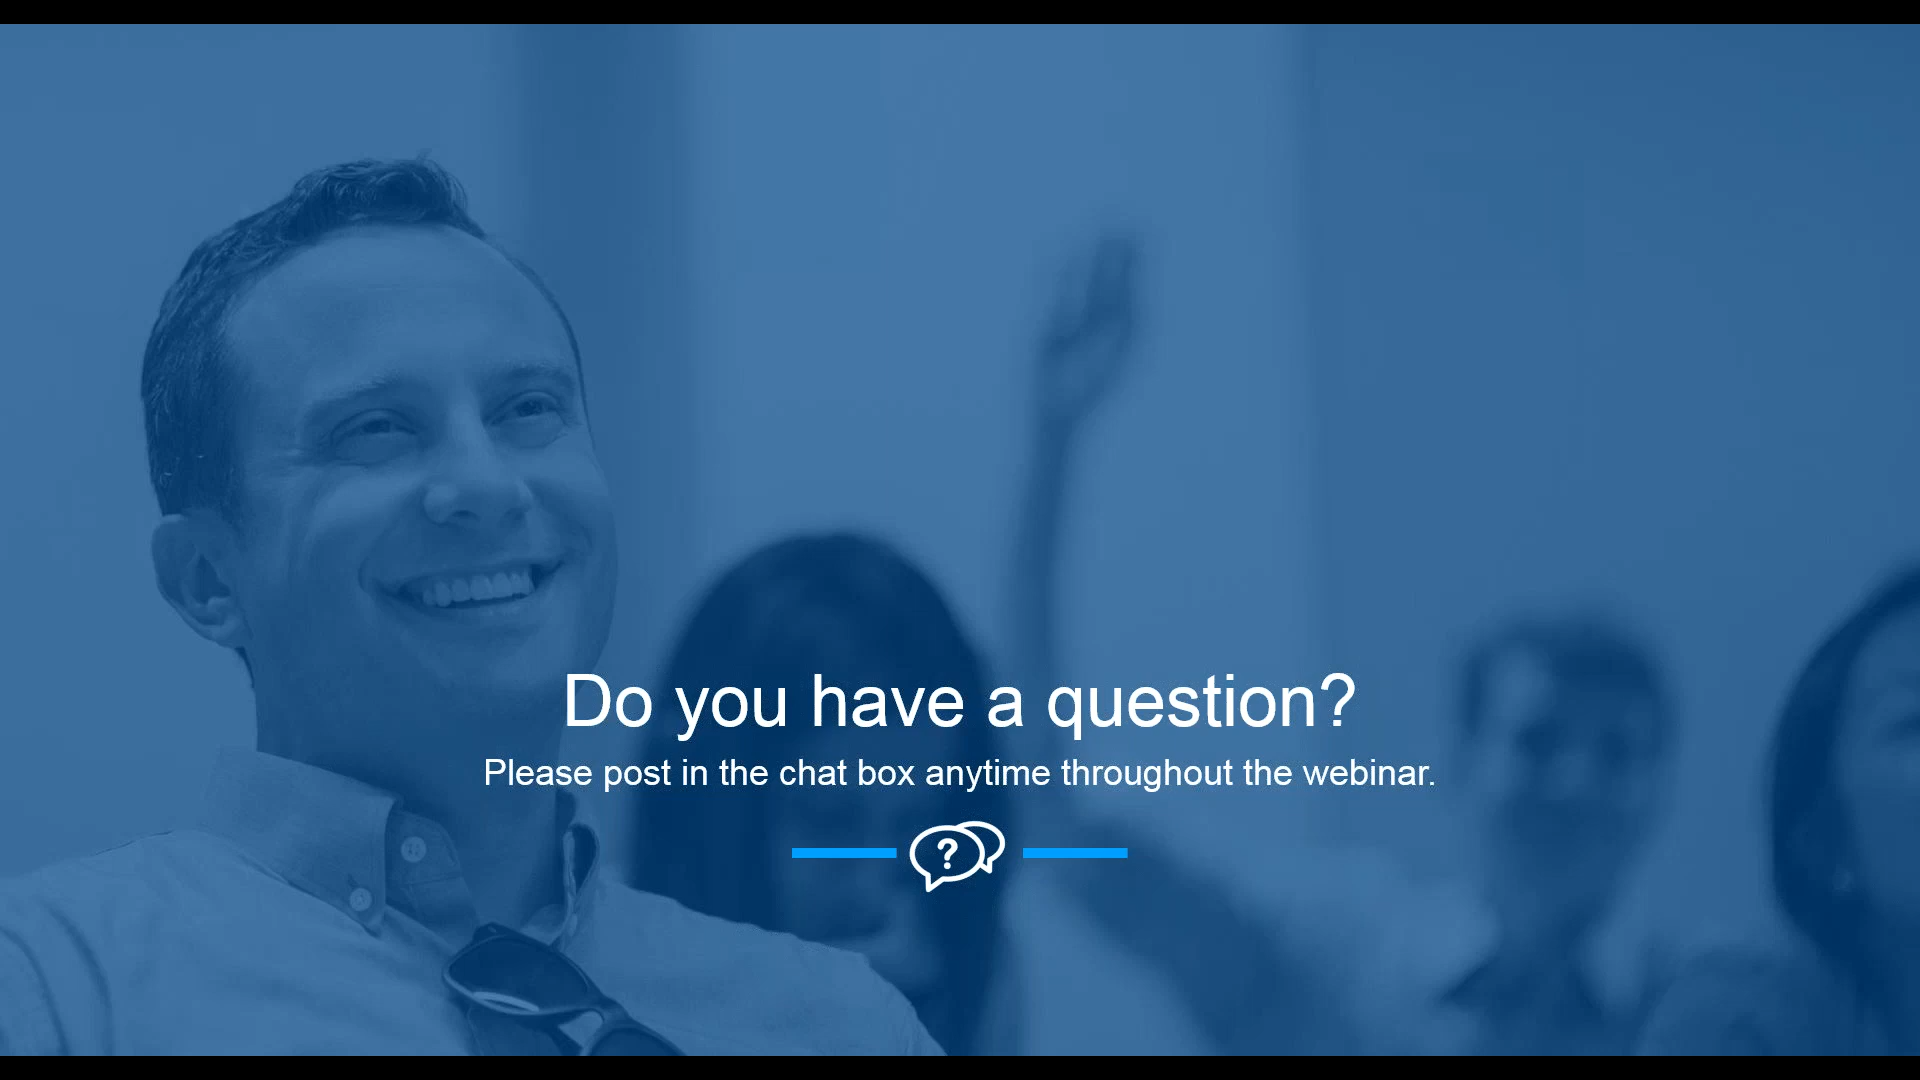 Do you have a question?
Please post in the chat box anytime throughout the webinar.
?